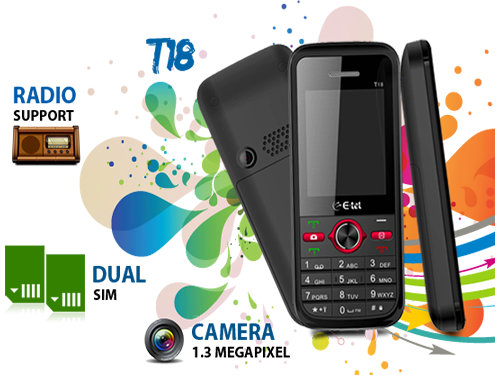 T18
RADIO
SUPPORT
T18
E-tel
1
2 ABC
3 DEF
4 GHI
5 JKL
6 MNO
7 PQRS
8 TUV
9 WXYZ
0
#
DUAL
SIM
CAMERA
1.3 MEGAPIXEL